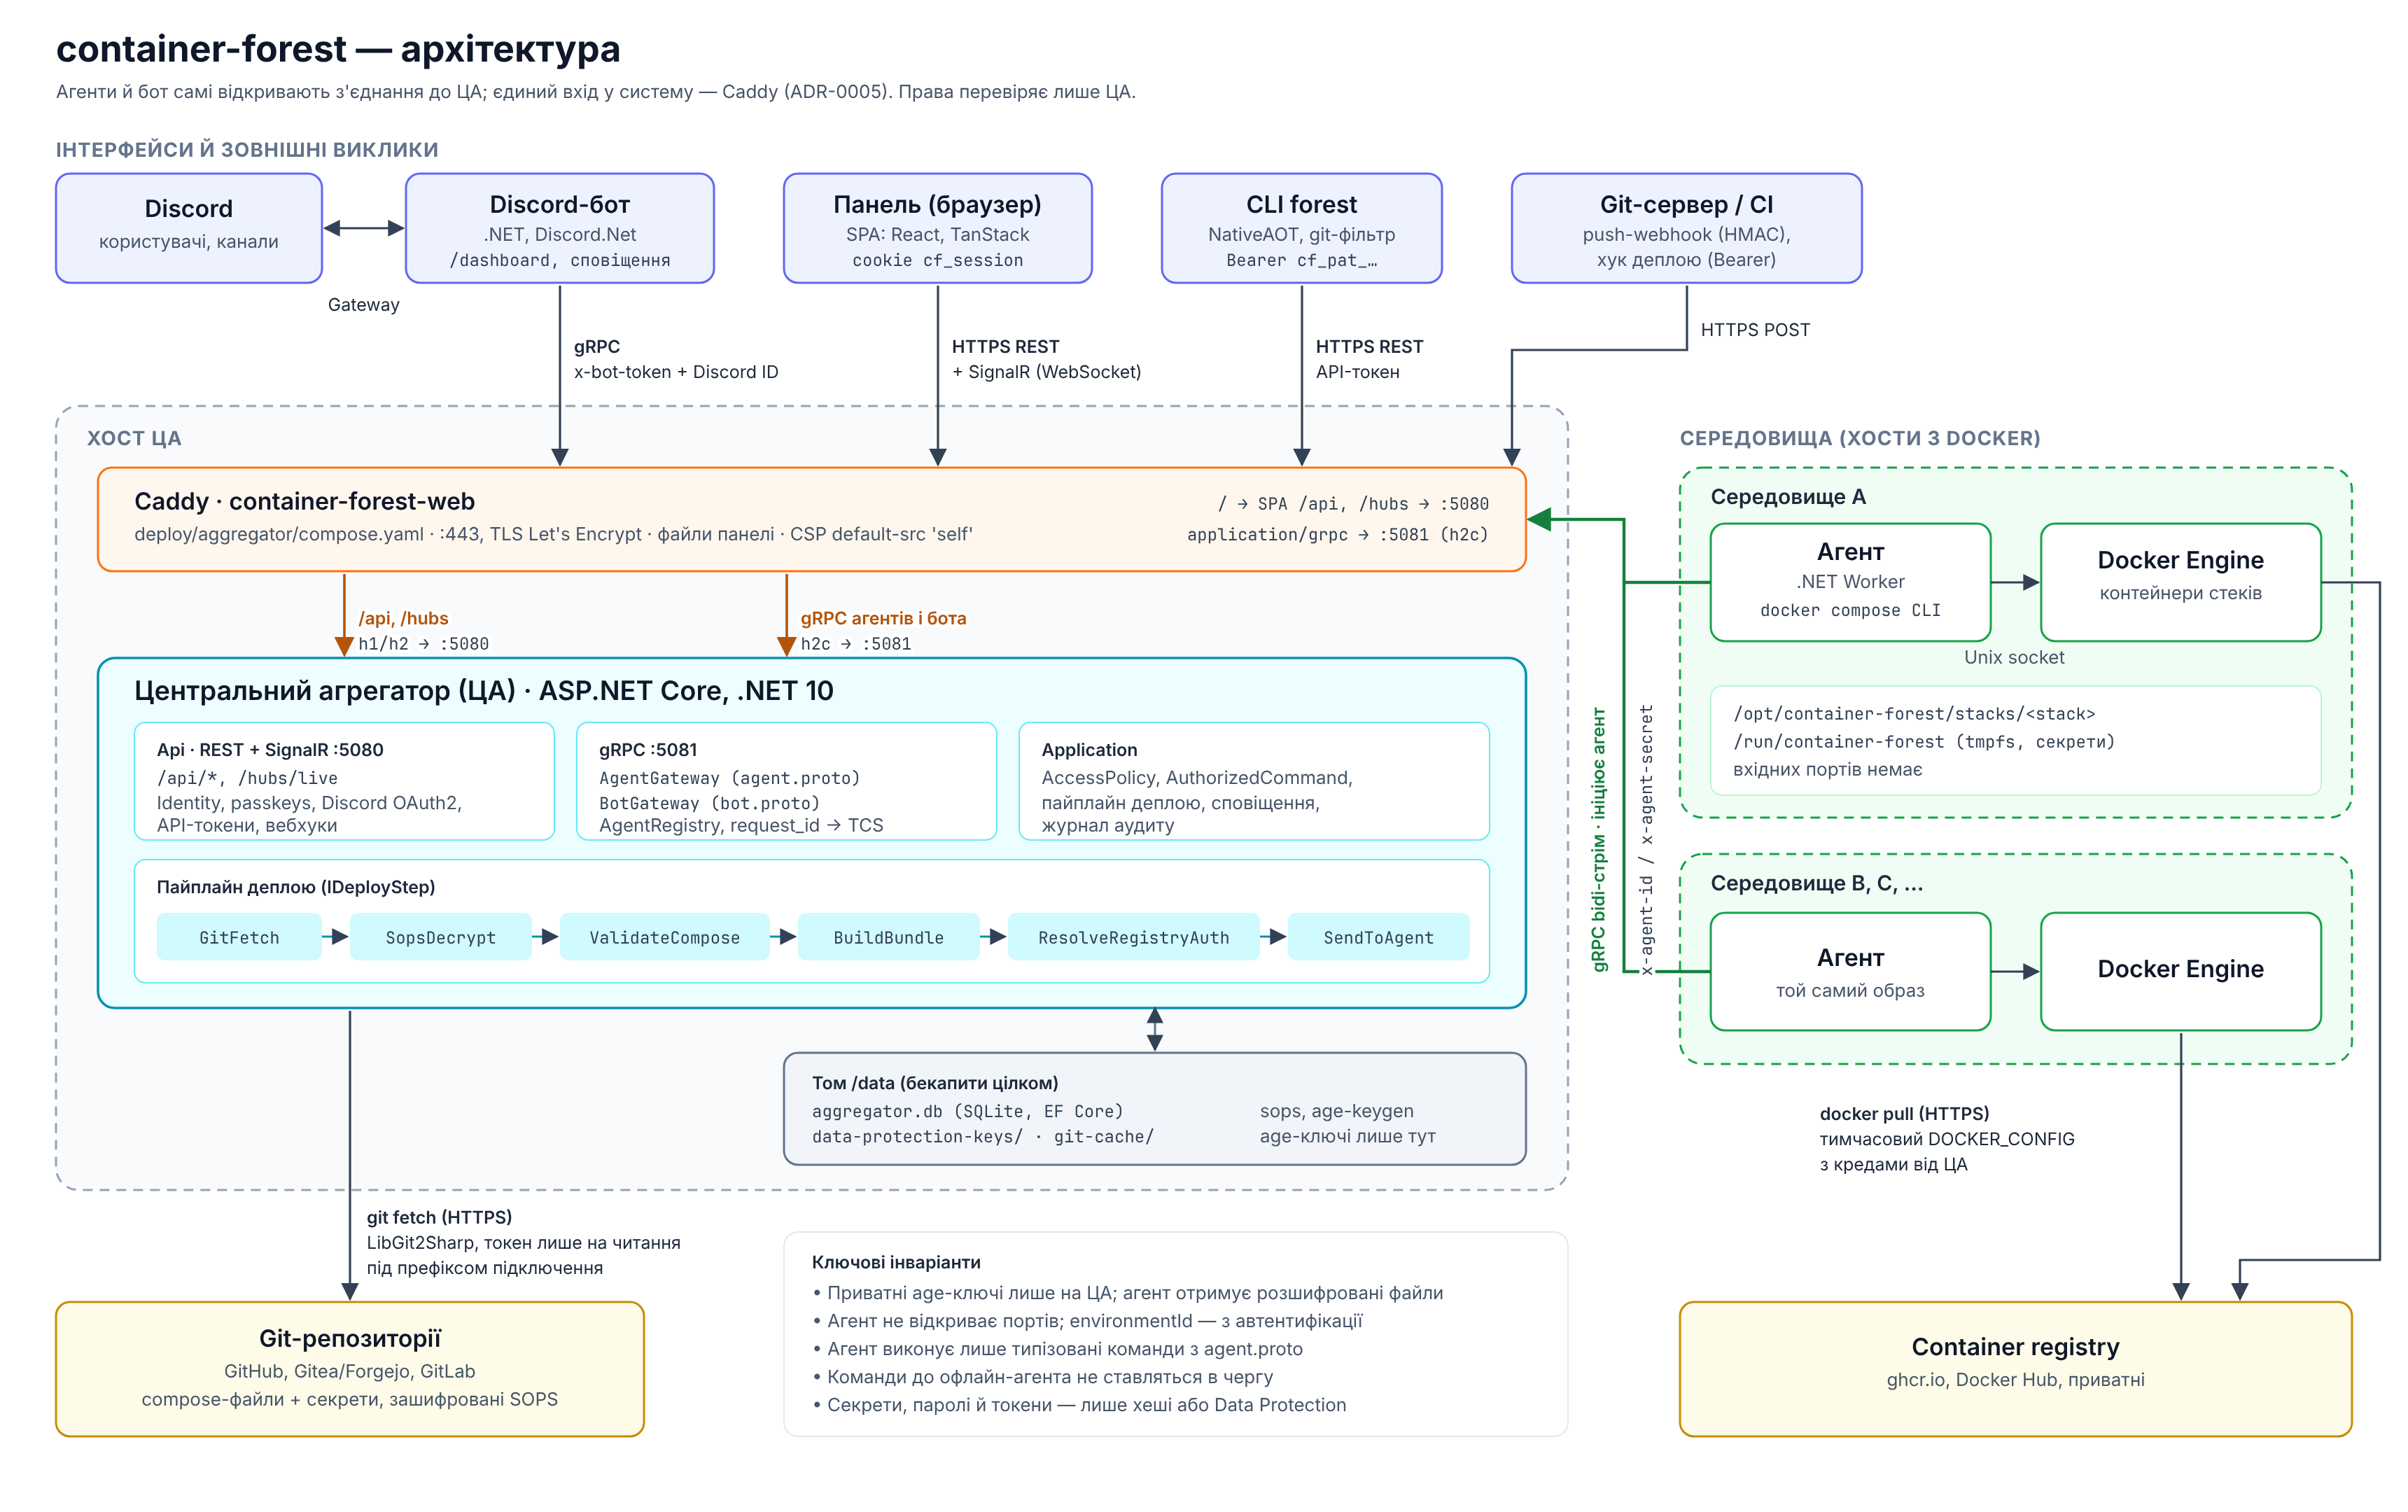 container-forest — архітектура
Агенти й бот самі відкривають з'єднання до ЦА; єдиний вхід у систему — Caddy (ADR-0005). Права перевіряє лише ЦА.
ІНТЕРФЕЙСИ Й ЗОВНІШНІ ВИКЛИКИ
Discord
користувачі, канали
Gateway
Discord-бот
.NET, Discord.Net
/dashboard, сповіщення
Панель (браузер)
SPA: React, TanStack
cookie cf_session
CLI forest
NativeAOT, git-фільтр
Bearer cf_pat_…
Git-сервер / CI
push-webhook (HMAC),
хук деплою (Bearer)
gRPC
x-bot-token + Discord ID
HTTPS REST
+ SignalR (WebSocket)
HTTPS REST
API-токен
HTTPS POST
ХОСТ ЦА
Caddy · container-forest-web
deploy/aggregator/compose.yaml · :443, TLS Let's Encrypt · файли панелі · CSP default-src 'self'
/ → SPA /api, /hubs → :5080
application/grpc → :5081 (h2c)
/api, /hubs
h1/h2 → :5080
gRPC агентів і бота
h2c → :5081
Центральний агрегатор (ЦА) · ASP.NET Core, .NET 10
Api · REST + SignalR :5080
/api/*, /hubs/live
Identity, passkeys, Discord OAuth2,
API-токени, вебхуки
gRPC :5081
AgentGateway (agent.proto)
BotGateway (bot.proto)
AgentRegistry, request_id → TCS
Application
AccessPolicy, AuthorizedCommand,
пайплайн деплою, сповіщення,
журнал аудиту
Пайплайн деплою (IDeployStep)
GitFetch
SopsDecrypt
ValidateCompose
BuildBundle
ResolveRegistryAuth
SendToAgent
Том /data (бекапити цілком)
aggregator.db (SQLite, EF Core)
data-protection-keys/ · git-cache/
sops, age-keygen
age-ключі лише тут
gRPC bidi-стрім · ініціює агент
x-agent-id / x-agent-secret
СЕРЕДОВИЩА (ХОСТИ З DOCKER)
Середовище A
Агент
.NET Worker
docker compose CLI
Docker Engine
контейнери стеків
Unix socket
/opt/container-forest/stacks/<stack>
/run/container-forest (tmpfs, секрети)
вхідних портів немає
Середовище B, C, …
Агент
той самий образ
Docker Engine
docker pull (HTTPS)
тимчасовий DOCKER_CONFIG
з кредами від ЦА
git fetch (HTTPS)
LibGit2Sharp, токен лише на читання
під префіксом підключення
Git-репозиторії
GitHub, Gitea/Forgejo, GitLab
compose-файли + секрети, зашифровані SOPS
Ключові інваріанти
• Приватні age-ключі лише на ЦА; агент отримує розшифровані файли
• Агент не відкриває портів; environmentId — з автентифікації
• Агент виконує лише типізовані команди з agent.proto
• Команди до офлайн-агента не ставляться в чергу
• Секрети, паролі й токени — лише хеші або Data Protection
Container registry
ghcr.io, Docker Hub, приватні